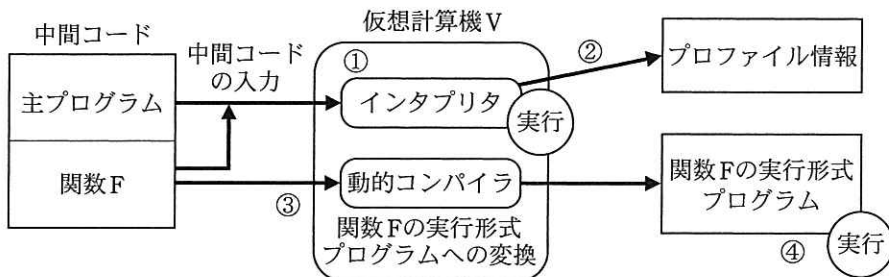 中間コード
主プログラム
関数F
中間コード
の入力
仮想計算機V
①
インタプリタ
実行
②
プロファイル情報
③
動的コンパイラ
関数Fの実行形式
プログラムへの変換
関数Fの実行形式
プログラム
④
実行